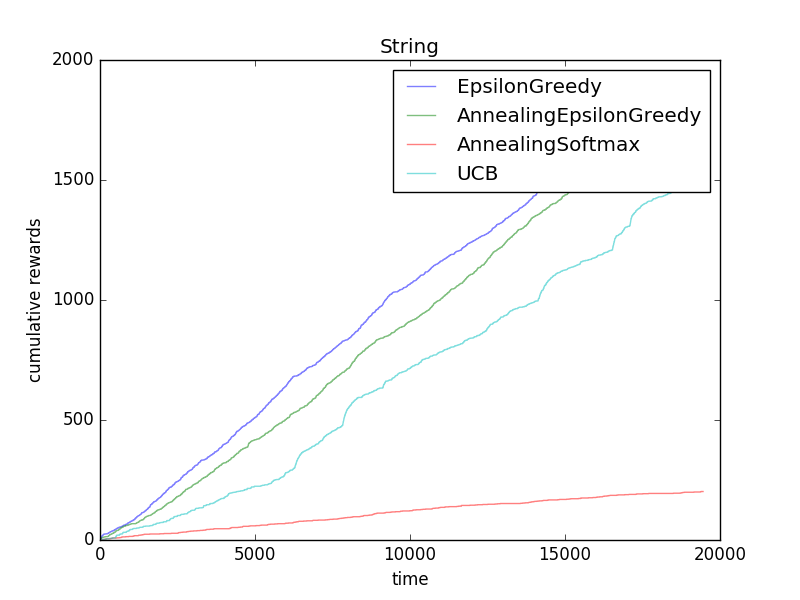 String
2000
1500
1000
500
0
cumulative rewards
EpsilonGreedy
AnnealingEpsilonGreedy
AnnealingSoftmax
UCB
0 5000 10000 15000 20000
time